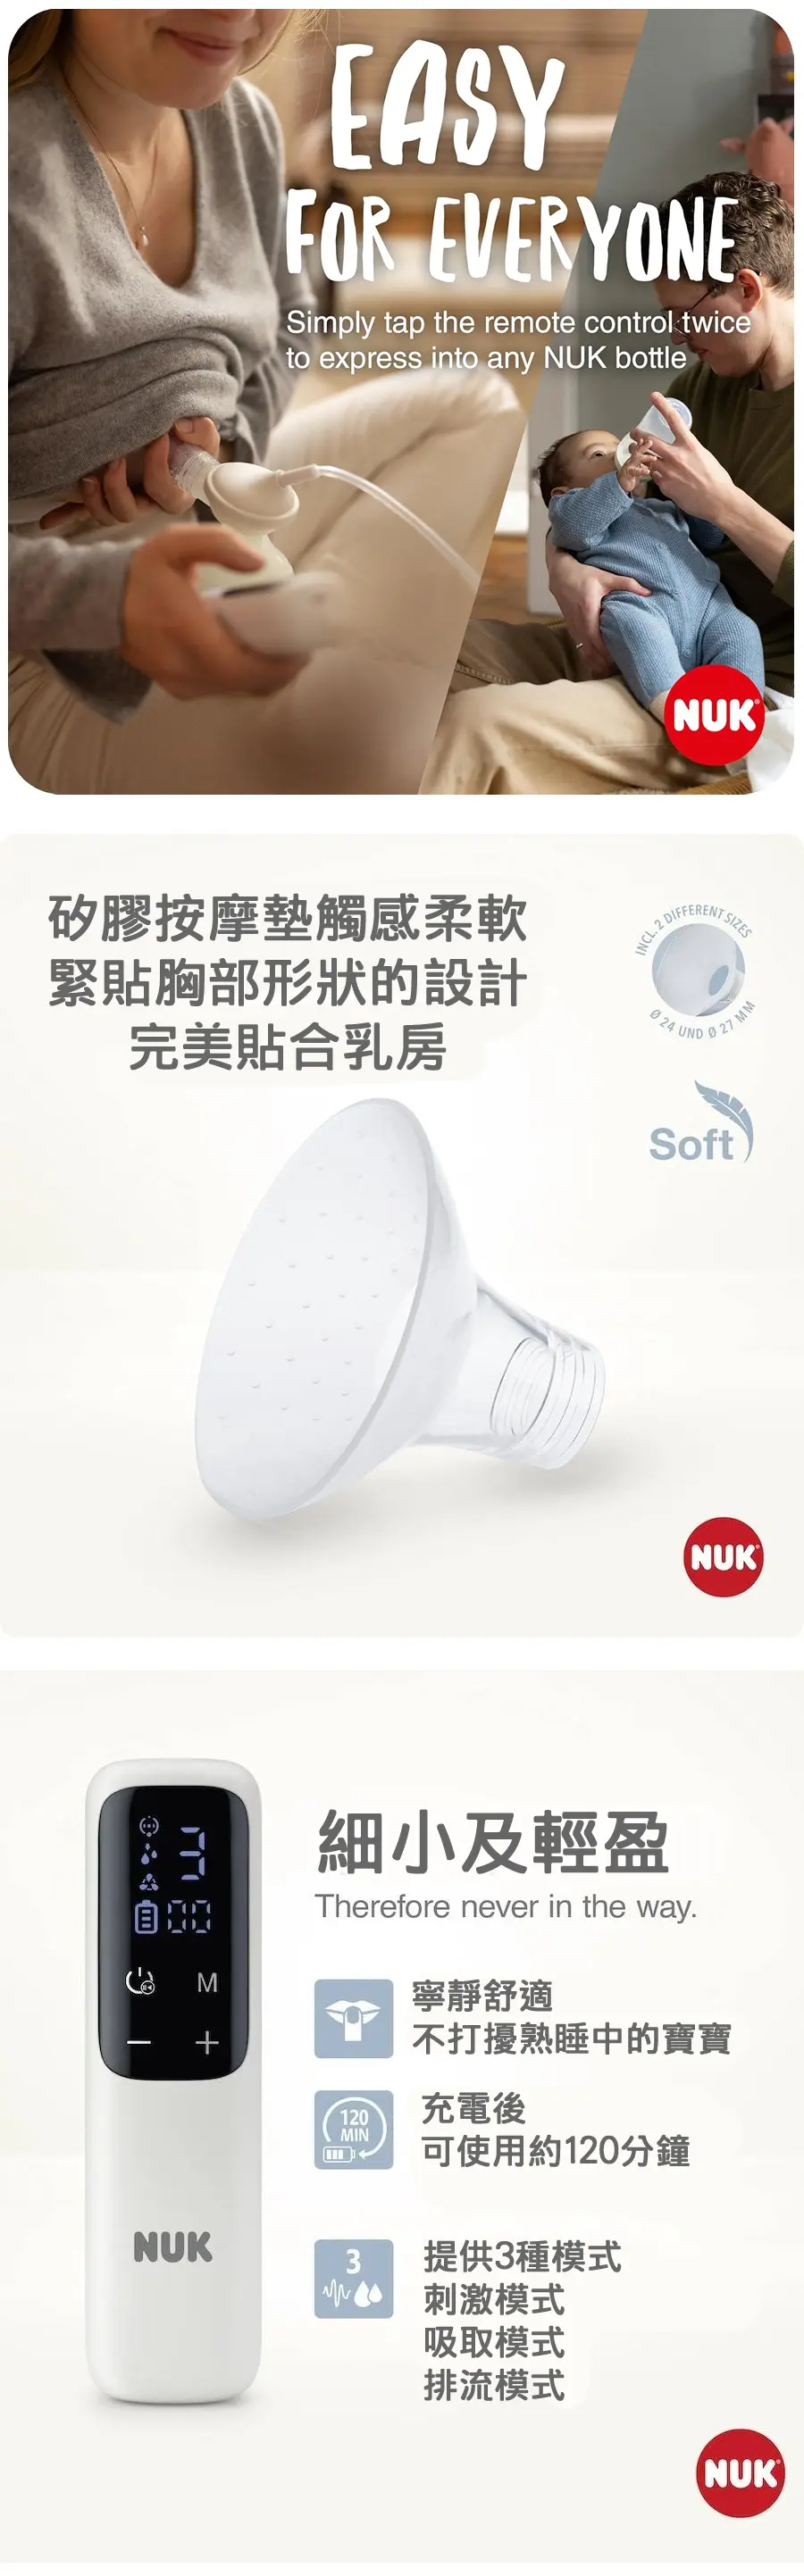 EASY
FOR EVERYONE
Simply tap the remote control twice
to express into any NUK bottle
NUK
矽膠按摩墊觸感柔軟
緊貼胸部形狀的設計
完美貼合乳房
INCL. 2 DIFFERENT SIZES
Ø 24 UND Ø 27 MM
Soft
NUK
3
00
M
− +
NUK
細小及輕盈
Therefore never in the way.
寧靜舒適
不打擾熟睡中的寶寶
120
MIN
充電後
可使用約120分鐘
3
提供3種模式
刺激模式
吸取模式
排流模式
NUK